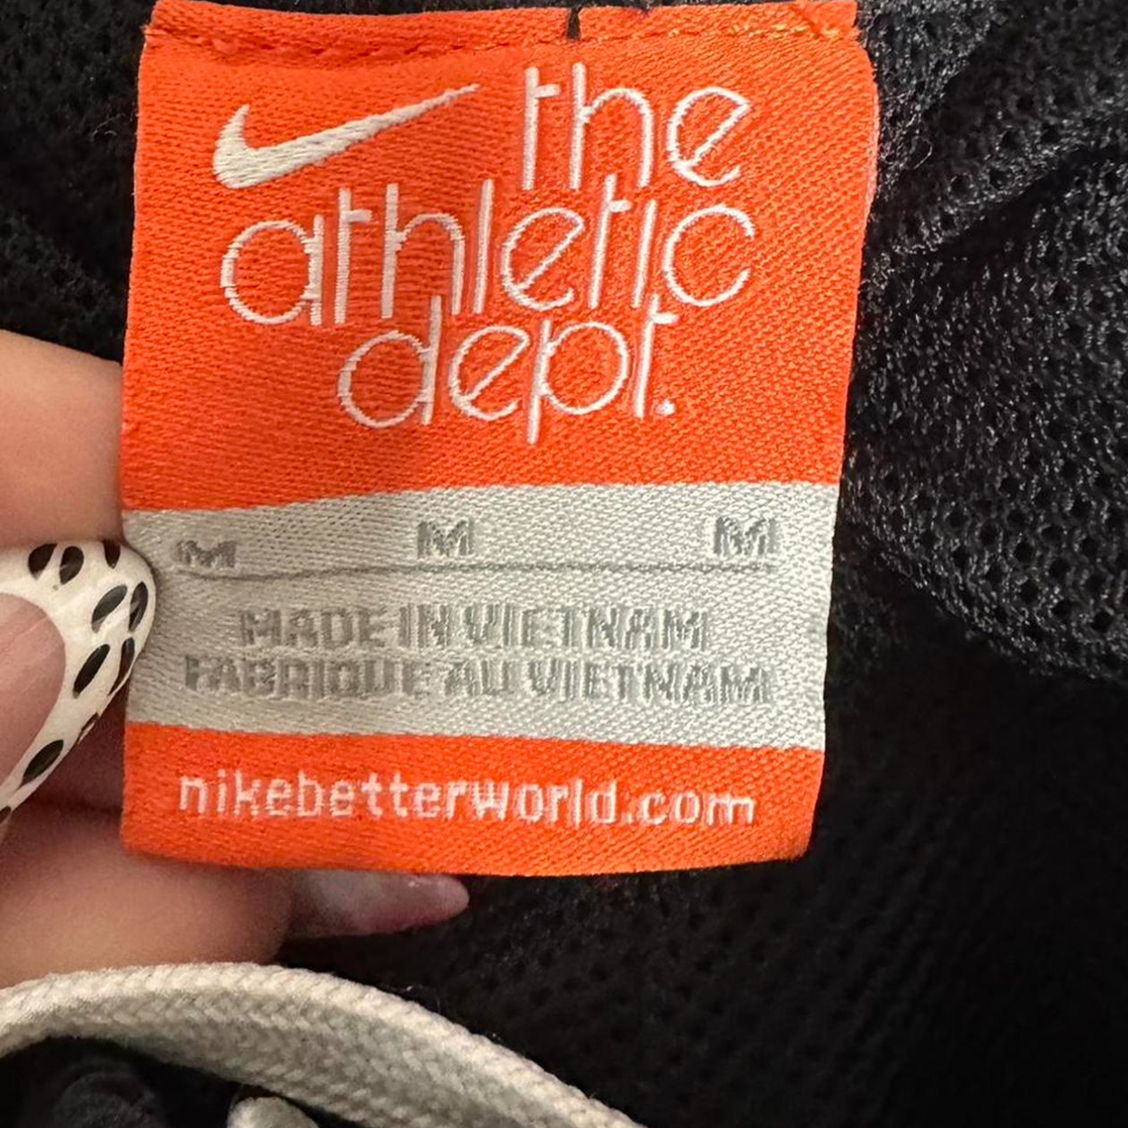 the
athletic
dept.
M M M
MADE IN VIETNAM
FABRIQUE AU VIETNAM
nikebetterworld.com